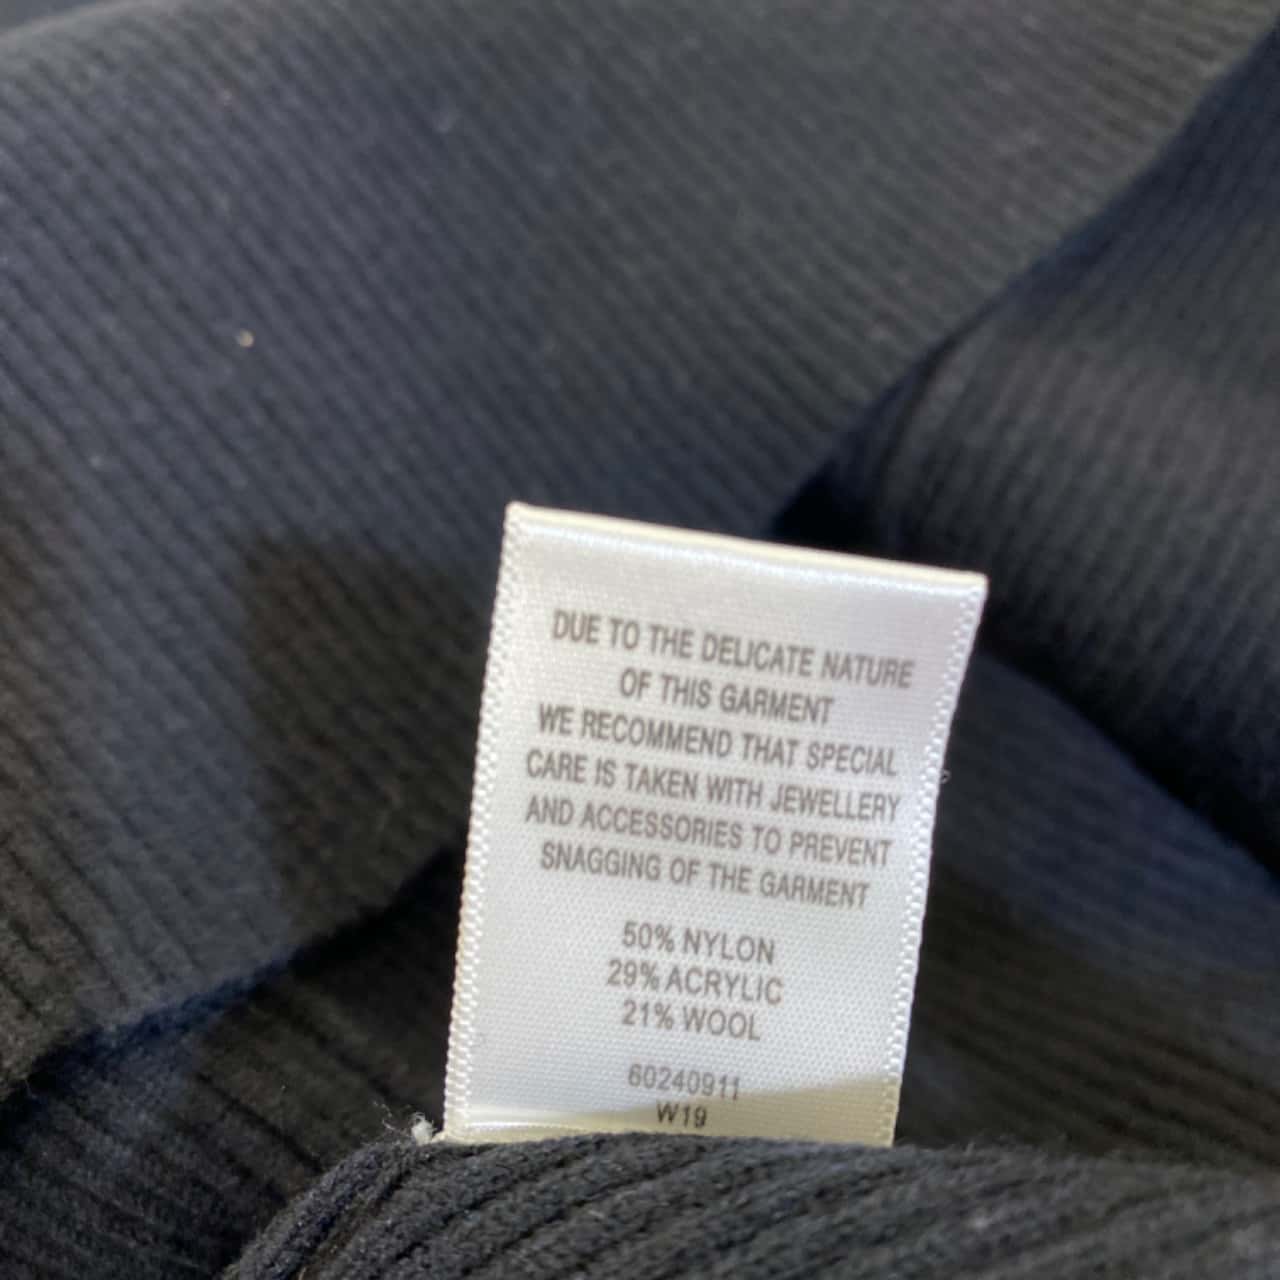 DUE TO THE DELICATE NATURE
OF THIS GARMENT
WE RECOMMEND THAT SPECIAL
CARE IS TAKEN WITH JEWELLERY
AND ACCESSORIES TO PREVENT
SNAGGING OF THE GARMENT
50% NYLON
29% ACRYLIC
21% WOOL
60240911
W19